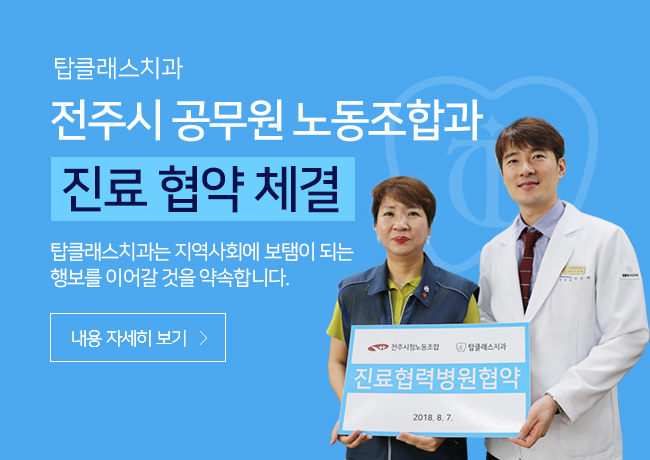 탑클래스치과
전주시 공무원 노동조합과
진료 협약 체결
탑클래스치과는 지역사회에 보탬이 되는
행보를 이어갈 것을 약속합니다.
내용 자세히 보기 >
전주시청노동조합 탑클래스치과
진료협력병원협약
2018. 8. 7.